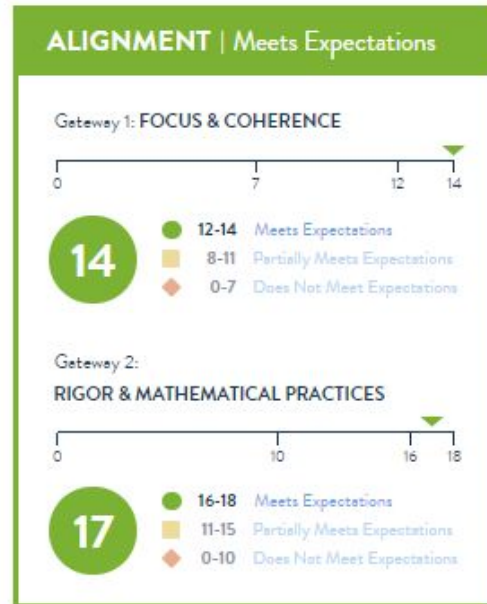 ALIGNMENT | Meets Expectations
Gateway 1: FOCUS & COHERENCE
0 7 12 14
14
12-14 Meets Expectations
8-11 Partially Meets Expectations
0-7 Does Not Meet Expectations
Gateway 2:
RIGOR & MATHEMATICAL PRACTICES
0 10 16 18
17
16-18 Meets Expectations
11-15 Partially Meets Expectations
0-10 Does Not Meet Expectations